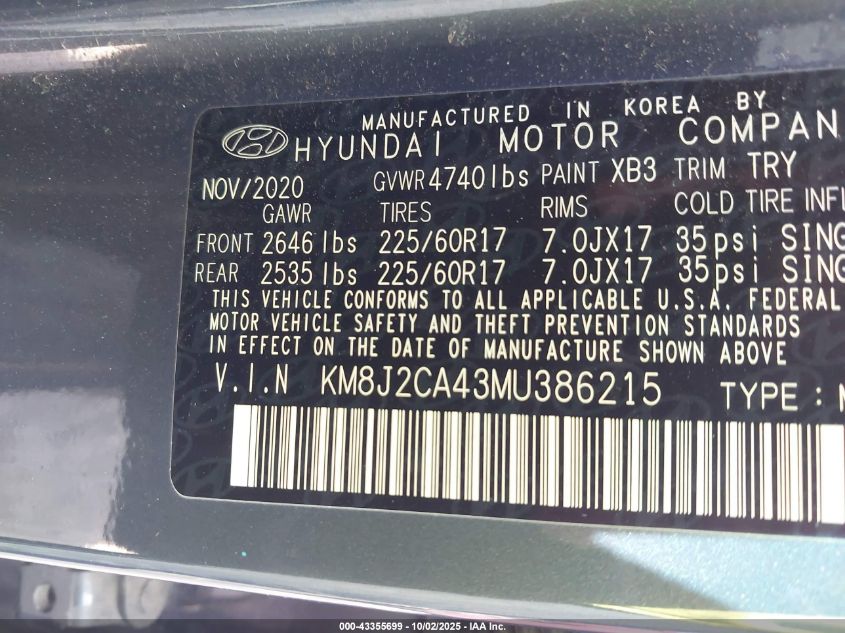 MANUFACTURED IN KOREA BY
HYUNDAI MOTOR COMPAN
NOV/2020 GVWR 4740 lbs PAINT XB3 TRIM TRY
GAWR TIRES RIMS COLD TIRE INFL
FRONT 2646 lbs 225/60R17 7.0JX17 35psi SING
REAR 2535 lbs 225/60R17 7.0JX17 35psi SING
THIS VEHICLE CONFORMS TO ALL APPLICABLE U.S.A. FEDERAL
MOTOR VEHICLE SAFETY AND THEFT PREVENTION STANDARDS
IN EFFECT ON THE DATE OF MANUFACTURE SHOWN ABOVE
V.I.N KM8J2CA43MU386215 TYPE: M
000-43355699 - 10/02/2025 - IAA Inc.